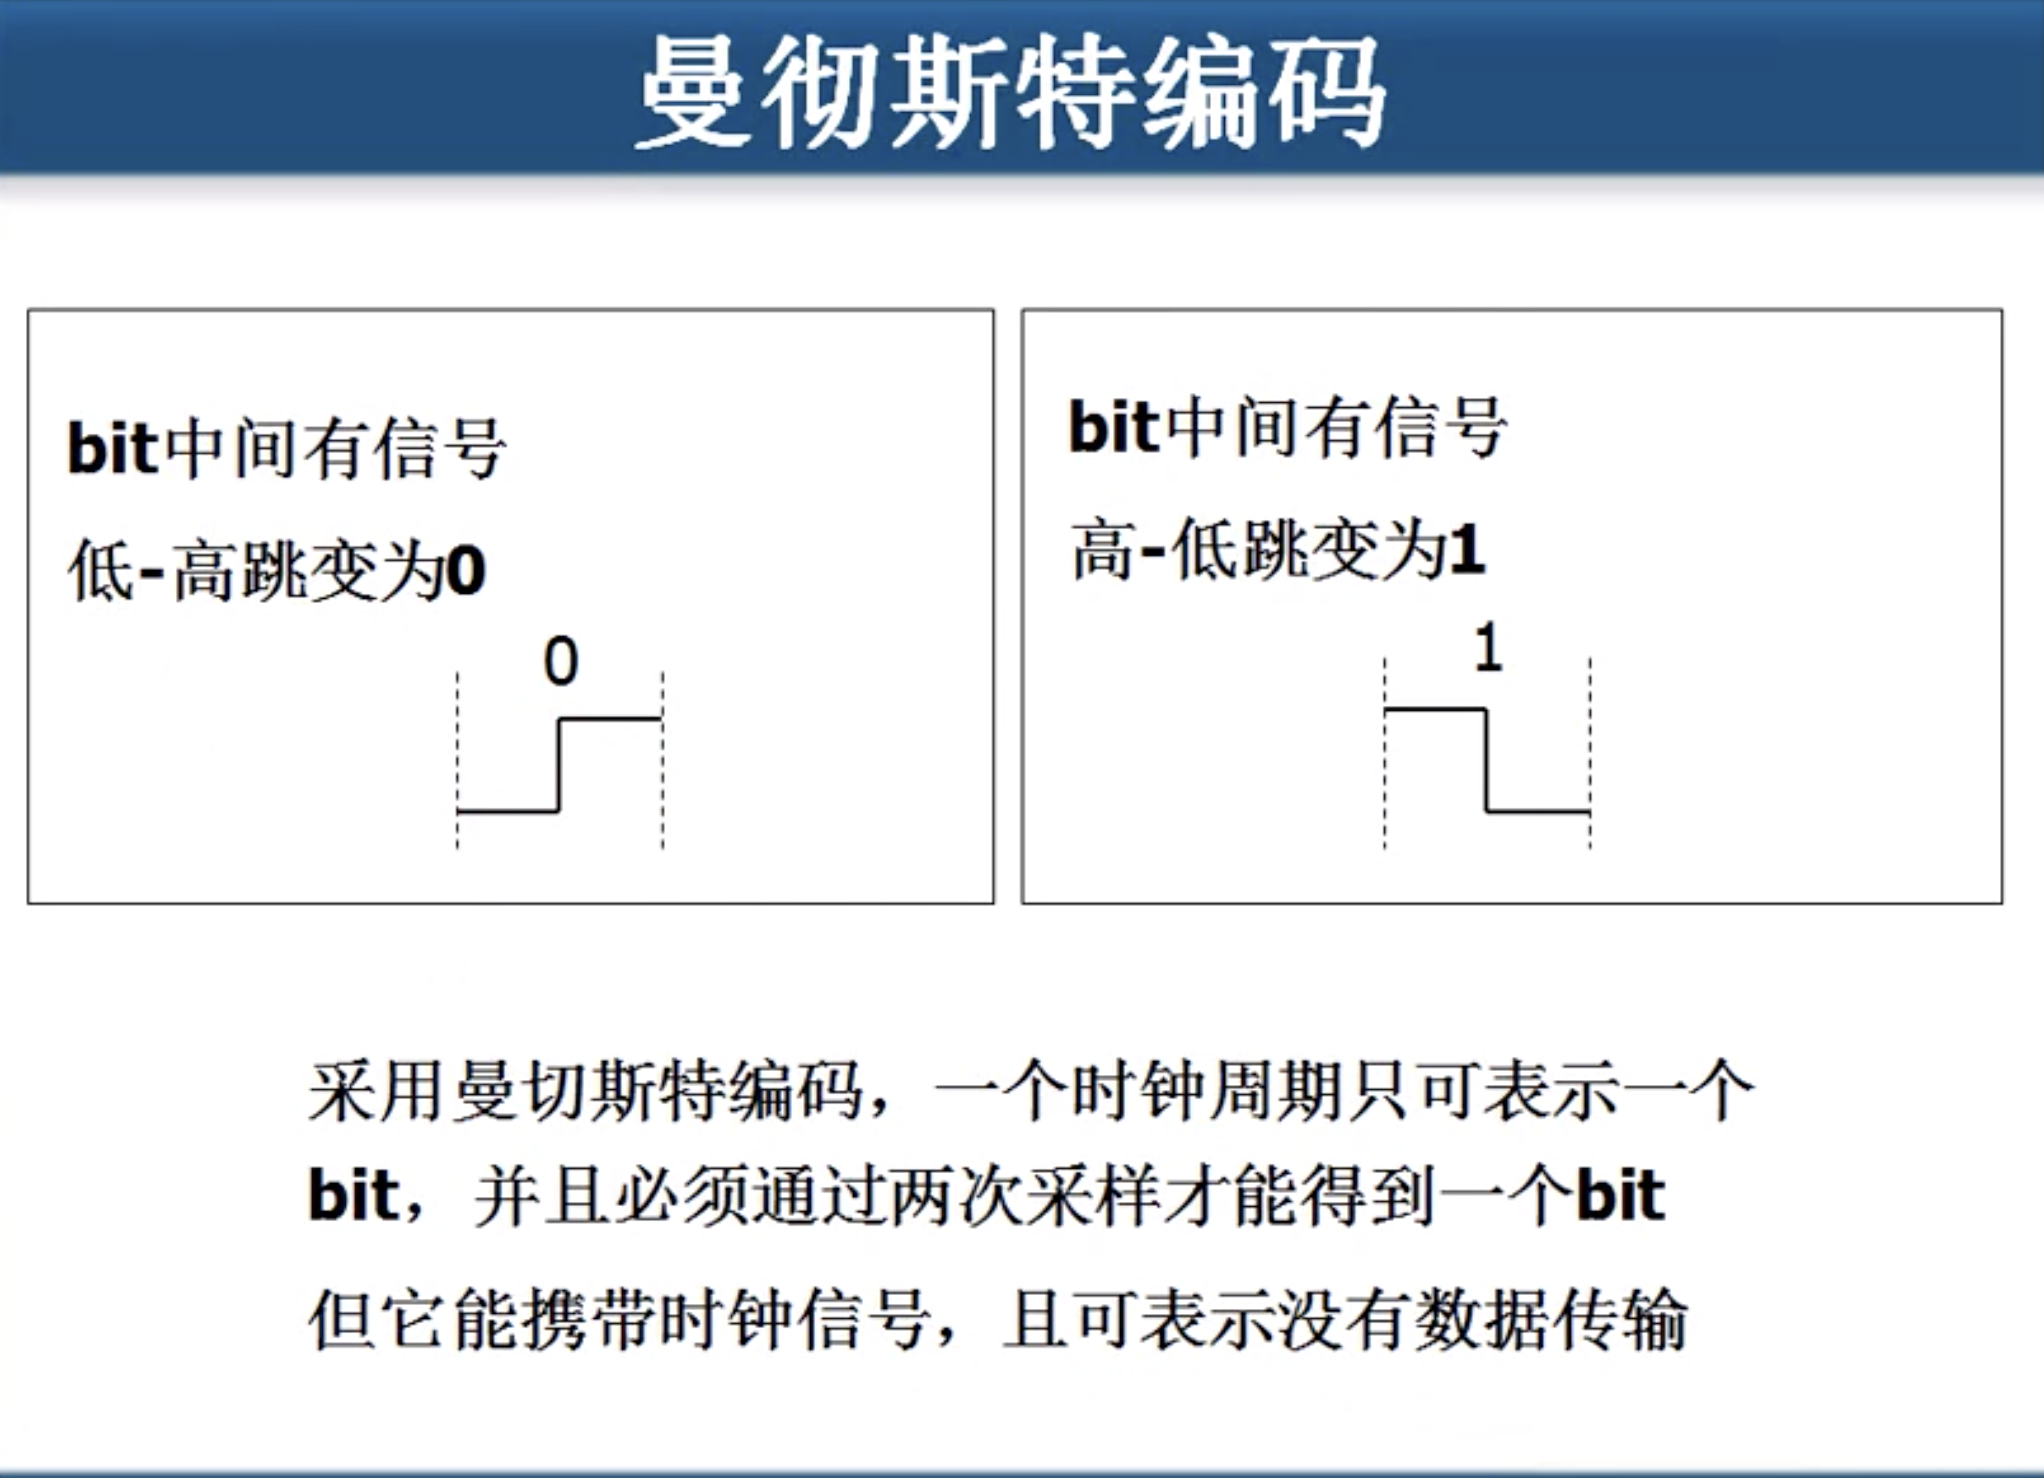 曼彻斯特编码
bit中间有信号
低-高跳变为0
0
bit中间有信号
高-低跳变为1
1
采用曼切斯特编码，一个时钟周期只可表示一个
bit，并且必须通过两次采样才能得到一个bit
但它能携带时钟信号，且可表示没有数据传输